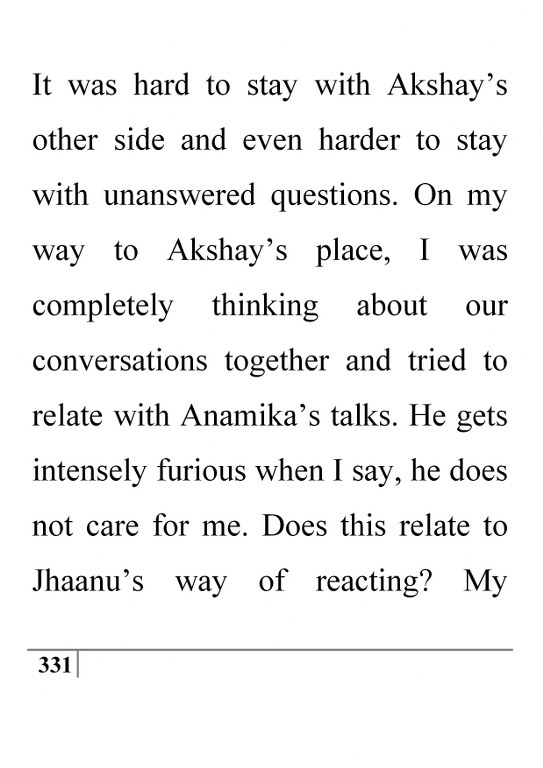 It was hard to stay with Akshay’s
other side and even harder to stay
with unanswered questions. On my
way to Akshay’s place, I was
completely thinking about our
conversations together and tried to
relate with Anamika’s talks. He gets
intensely furious when I say, he does
not care for me. Does this relate to
Jhaanu’s way of reacting? My
331